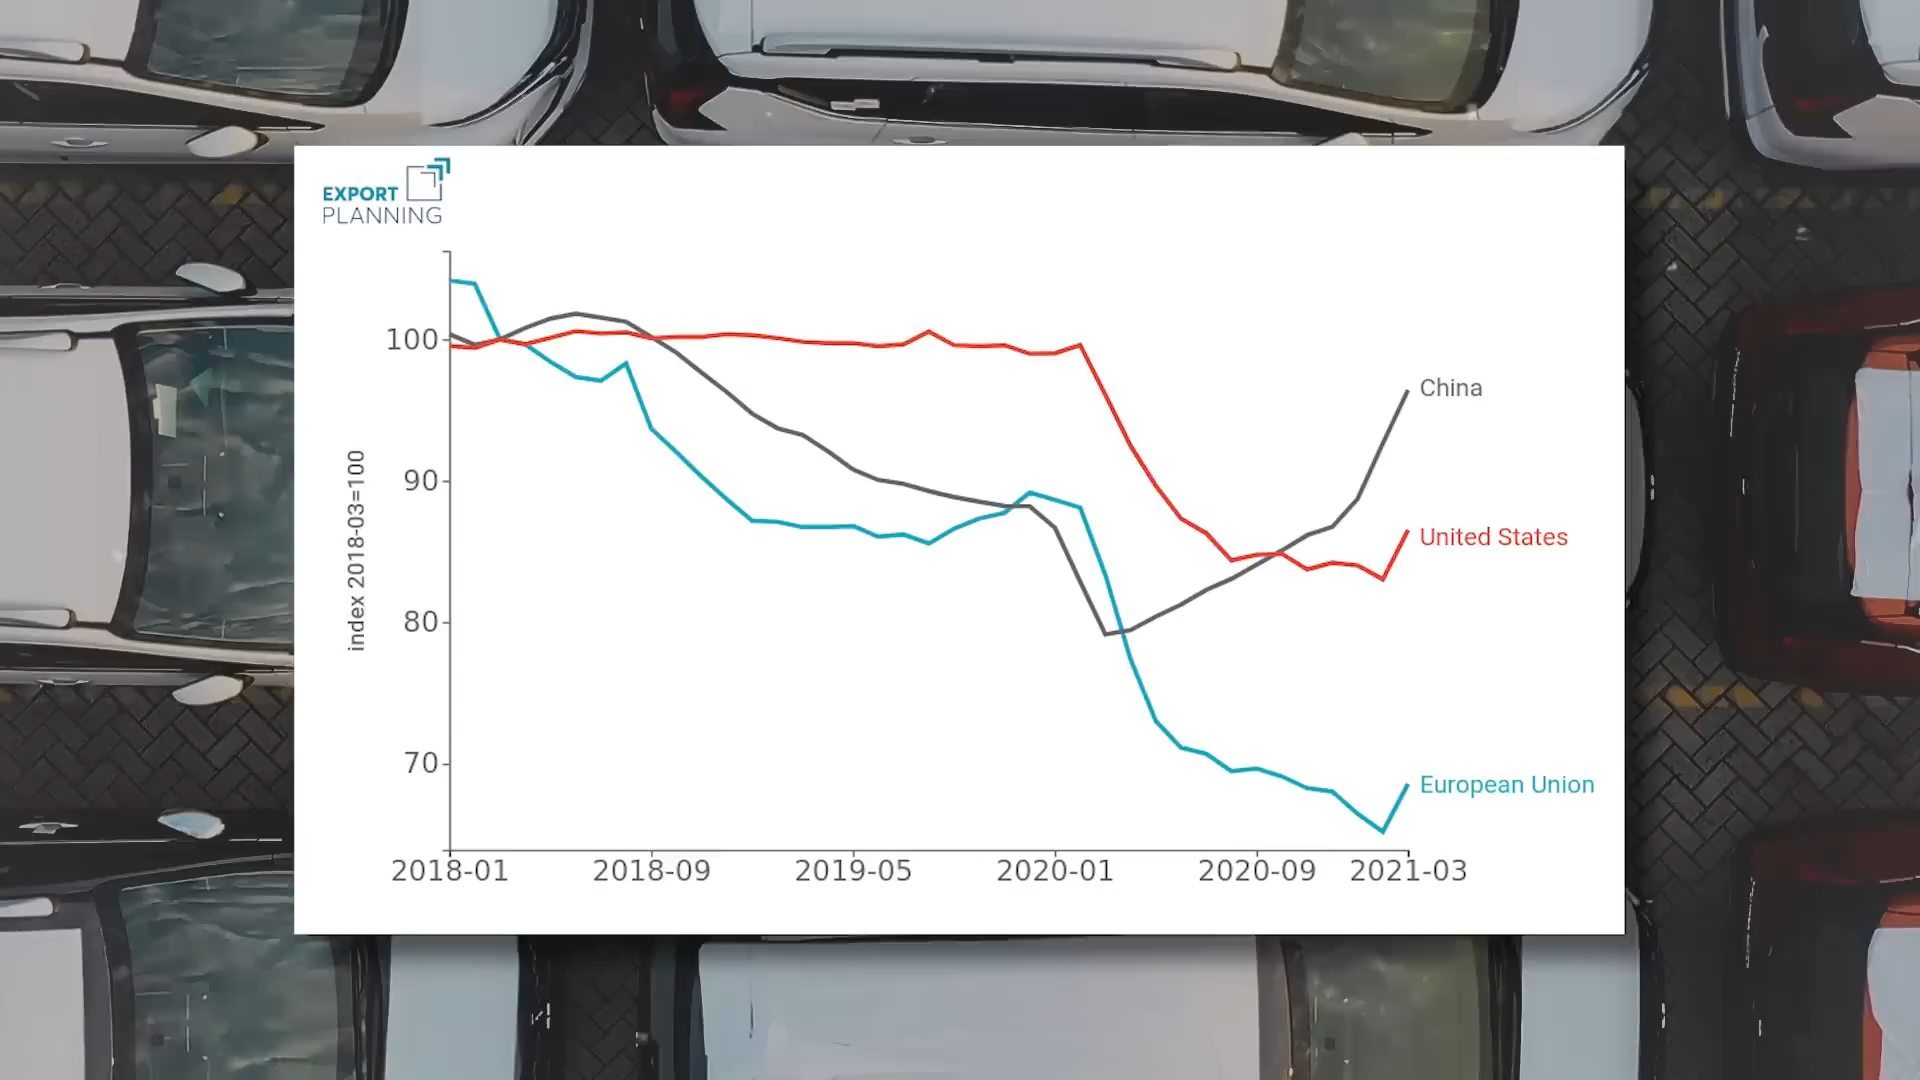 EXPORT
PLANNING
100
90
80
70
index 2018-03=100
China
United States
European Union
2018-01 2018-09 2019-05 2020-01 2020-09 2021-03